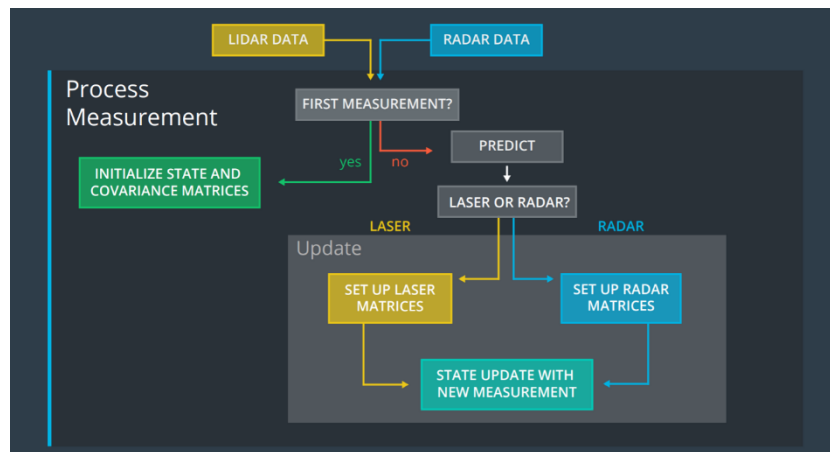 LIDAR DATA
RADAR DATA
Process
Measurement
FIRST MEASUREMENT?
yes
no
PREDICT
INITIALIZE STATE AND
COVARIANCE MATRICES
LASER OR RADAR?
LASER
RADAR
Update
SET UP LASER
MATRICES
SET UP RADAR
MATRICES
STATE UPDATE WITH
NEW MEASUREMENT